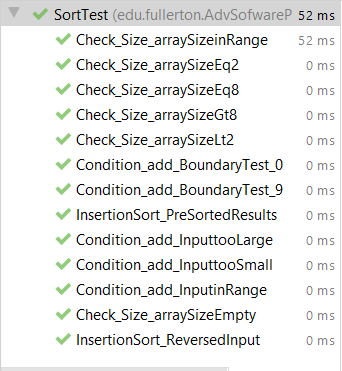 SortTest (edu.fullerton.AdvSofwareP 52 ms
Check_Size_arraySizeinRange 52 ms
Check_Size_arraySizeEq2 0 ms
Check_Size_arraySizeEq8 0 ms
Check_Size_arraySizeGt8 0 ms
Check_Size_arraySizeLt2 0 ms
Condition_add_BoundaryTest_0 0 ms
Condition_add_BoundaryTest_9 0 ms
InsertionSort_PreSortedResults 0 ms
Condition_add_InputtooLarge 0 ms
Condition_add_InputtooSmall 0 ms
Condition_add_InputinRange 0 ms
Check_Size_arraySizeEmpty 0 ms
InsertionSort_ReversedInput 0 ms